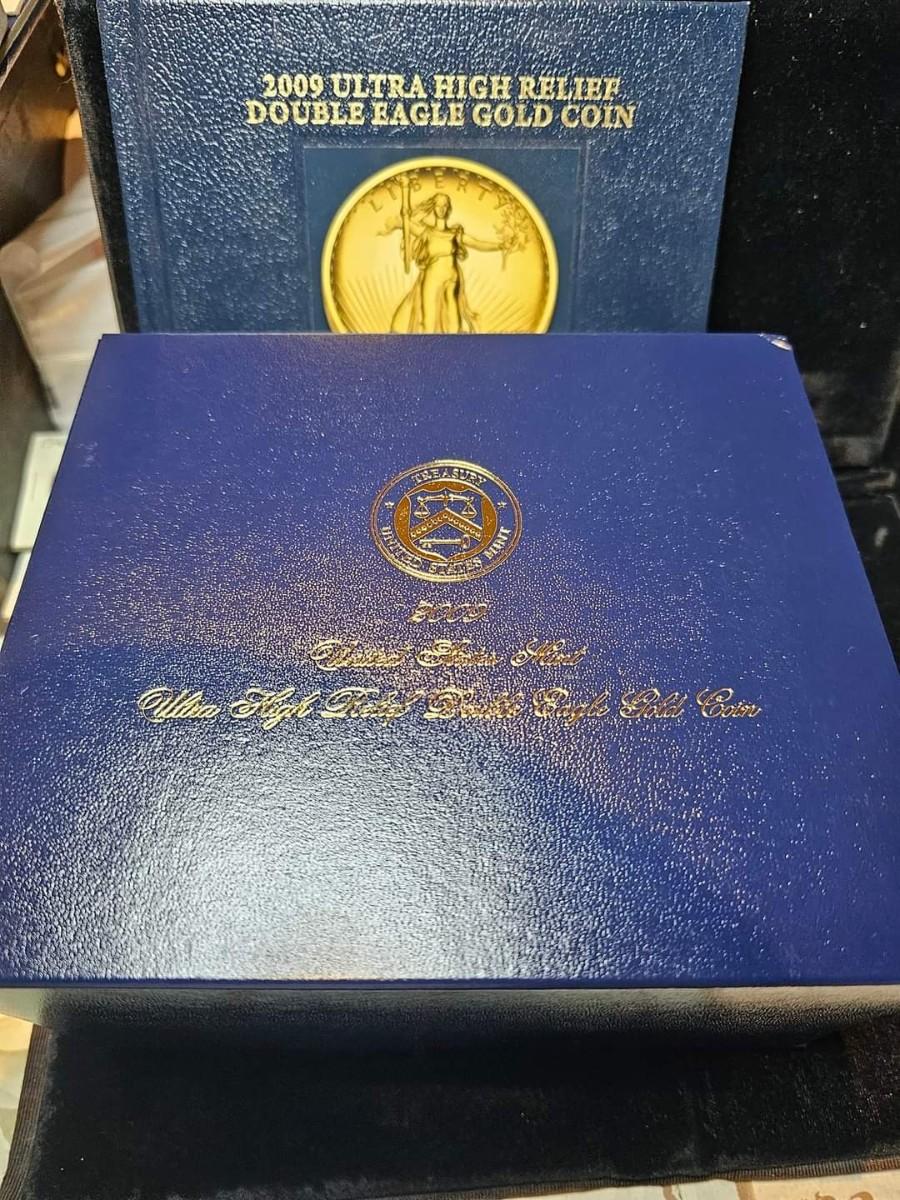 2009 ULTRA HIGH RELIEF
DOUBLE EAGLE GOLD COIN
LIBERTY
TREASURY
UNITED STATES MINT
2009
United States Mint
Ultra High Relief Double Eagle Gold Coin